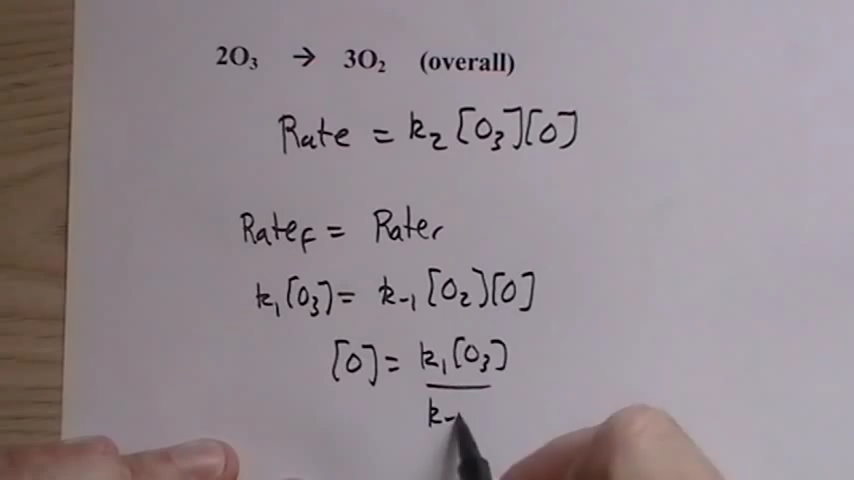 2O₃ → 3O₂ (overall)
Rate = k₂ [O₃][O]
Ratef = Rater
k₁[O₃] = k₋₁ [O₂][O]
[O] = k₁[O₃]
k₋